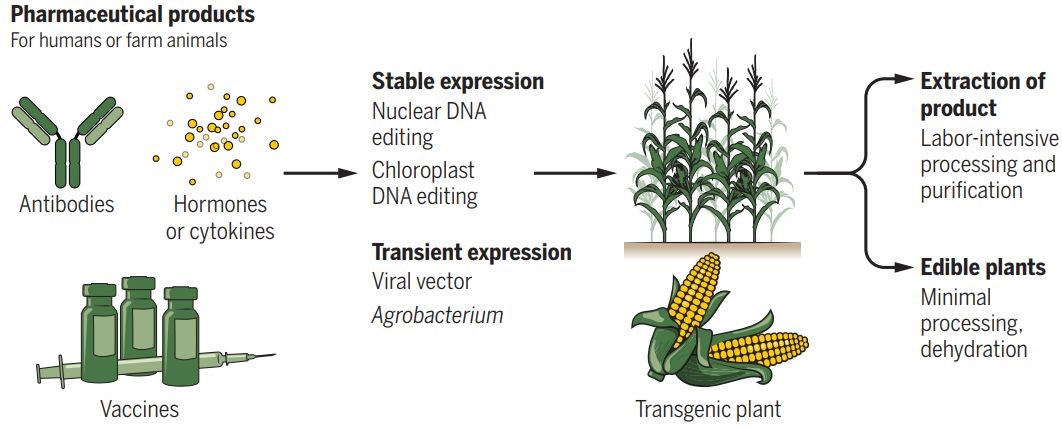 Pharmaceutical products
For humans or farm animals
Antibodies
Hormones
or cytokines
Vaccines
Stable expression
Nuclear DNA
editing
Chloroplast
DNA editing
Transient expression
Viral vector
Agrobacterium
Transgenic plant
Extraction of
product
Labor-intensive
processing and
purification
Edible plants
Minimal
processing,
dehydration